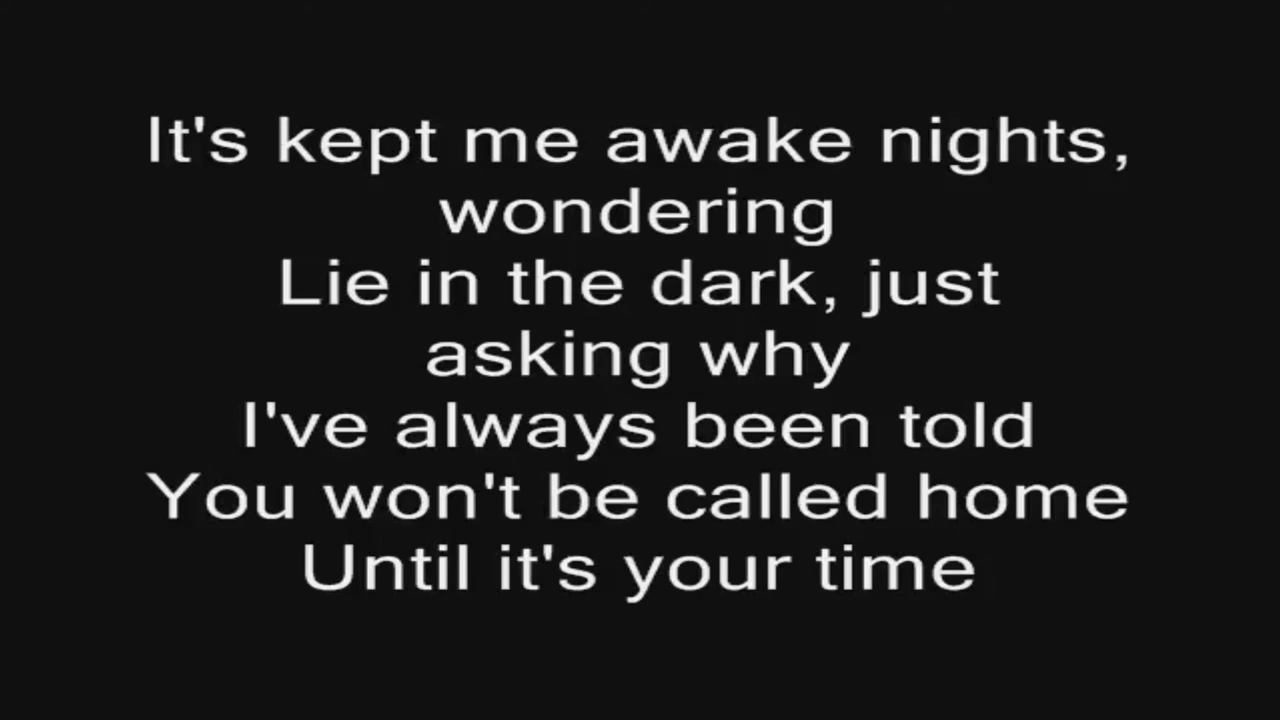 It's kept me awake nights,
wondering
Lie in the dark, just
asking why
I've always been told
You won't be called home
Until it's your time